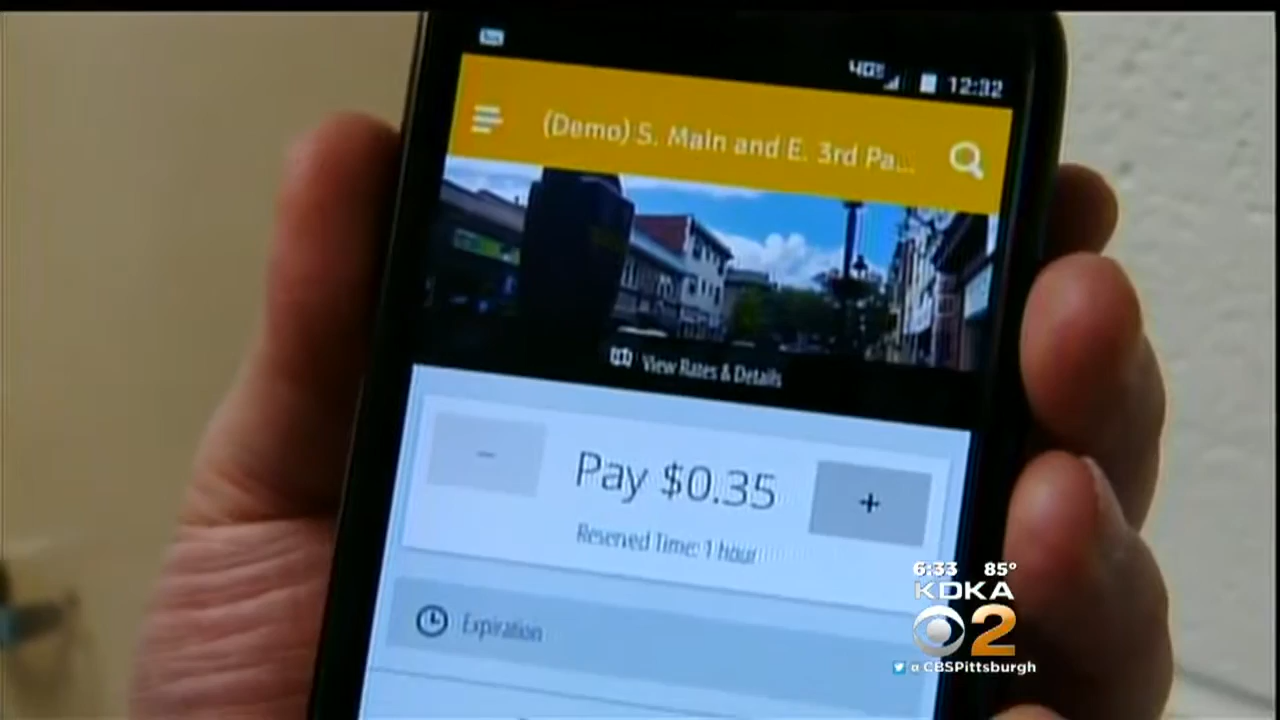 4G 12:32
(Demo) S. Main and E. 3rd Pa...
View Rates & Details
− Pay $0.35 +
Reserved Time: 1 hour
Expiration
6:33 85°
KDKA
2
@CBSPittsburgh